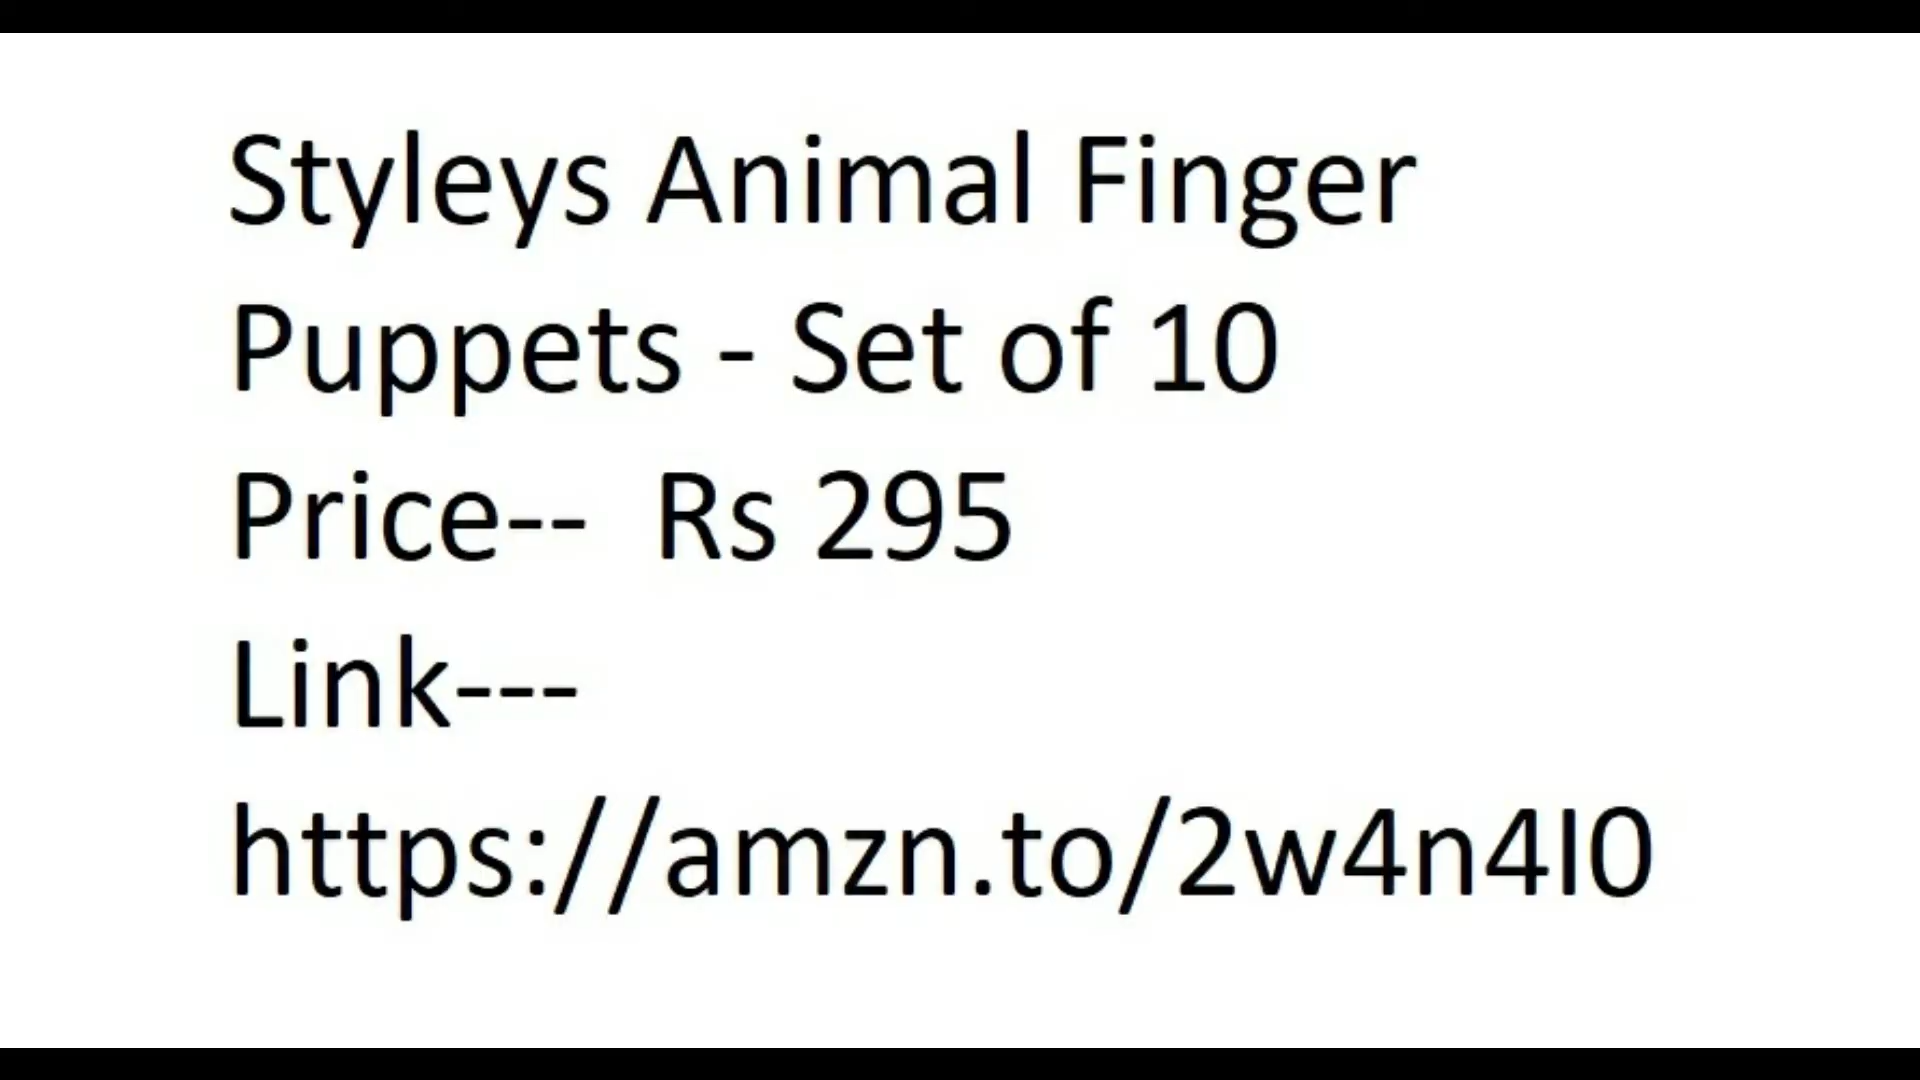 Styleys Animal Finger
Puppets - Set of 10
Price--  Rs 295
Link---
https://amzn.to/2w4n4I0